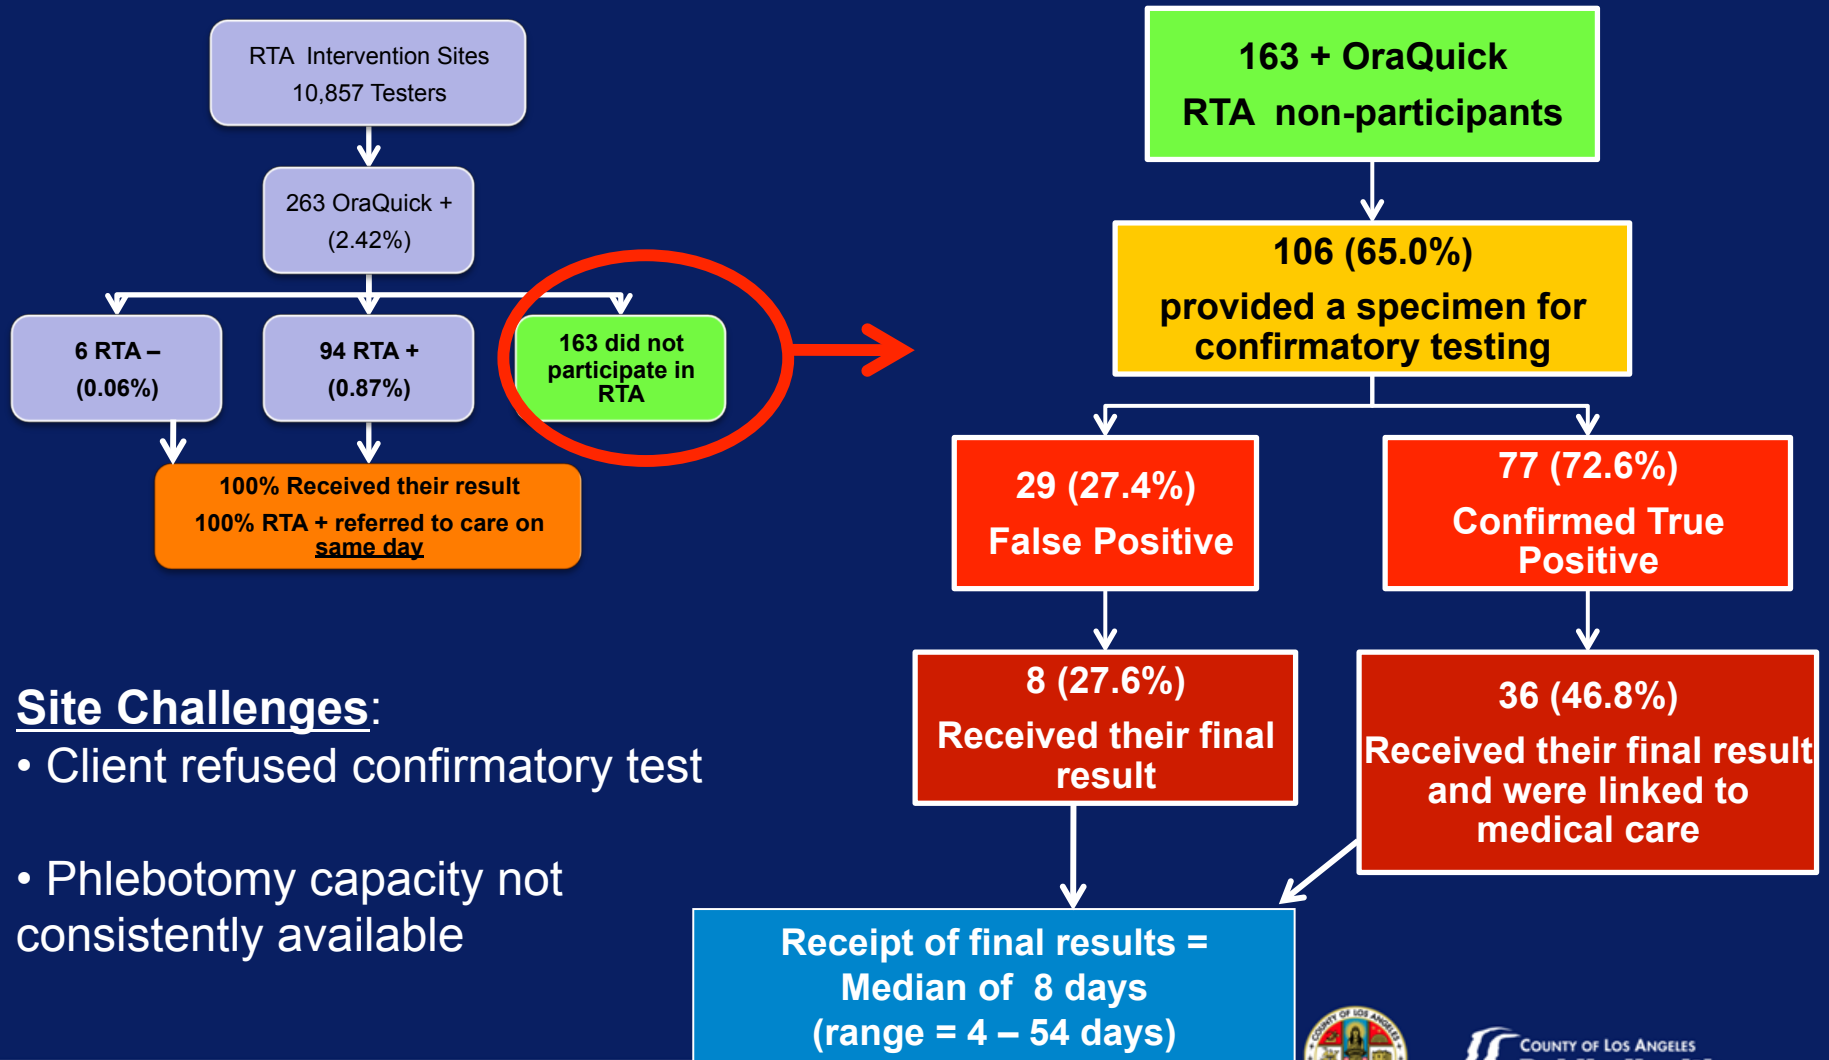 RTA Intervention Sites
10,857 Testers
263 OraQuick +
(2.42%)
6 RTA –
(0.06%)
94 RTA +
(0.87%)
163 did not
participate in
RTA
100% Received their result
100% RTA + referred to care on
same day
163 + OraQuick
RTA non-participants
106 (65.0%)
provided a specimen for
confirmatory testing
29 (27.4%)
False Positive
77 (72.6%)
Confirmed True
Positive
8 (27.6%)
Received their final
result
36 (46.8%)
Received their final result
and were linked to
medical care
Receipt of final results =
Median of 8 days
(range = 4 – 54 days)
Site Challenges:
• Client refused confirmatory test
• Phlebotomy capacity not
consistently available
COUNTY OF LOS ANGELES
COUNTY OF LOS ANGELES